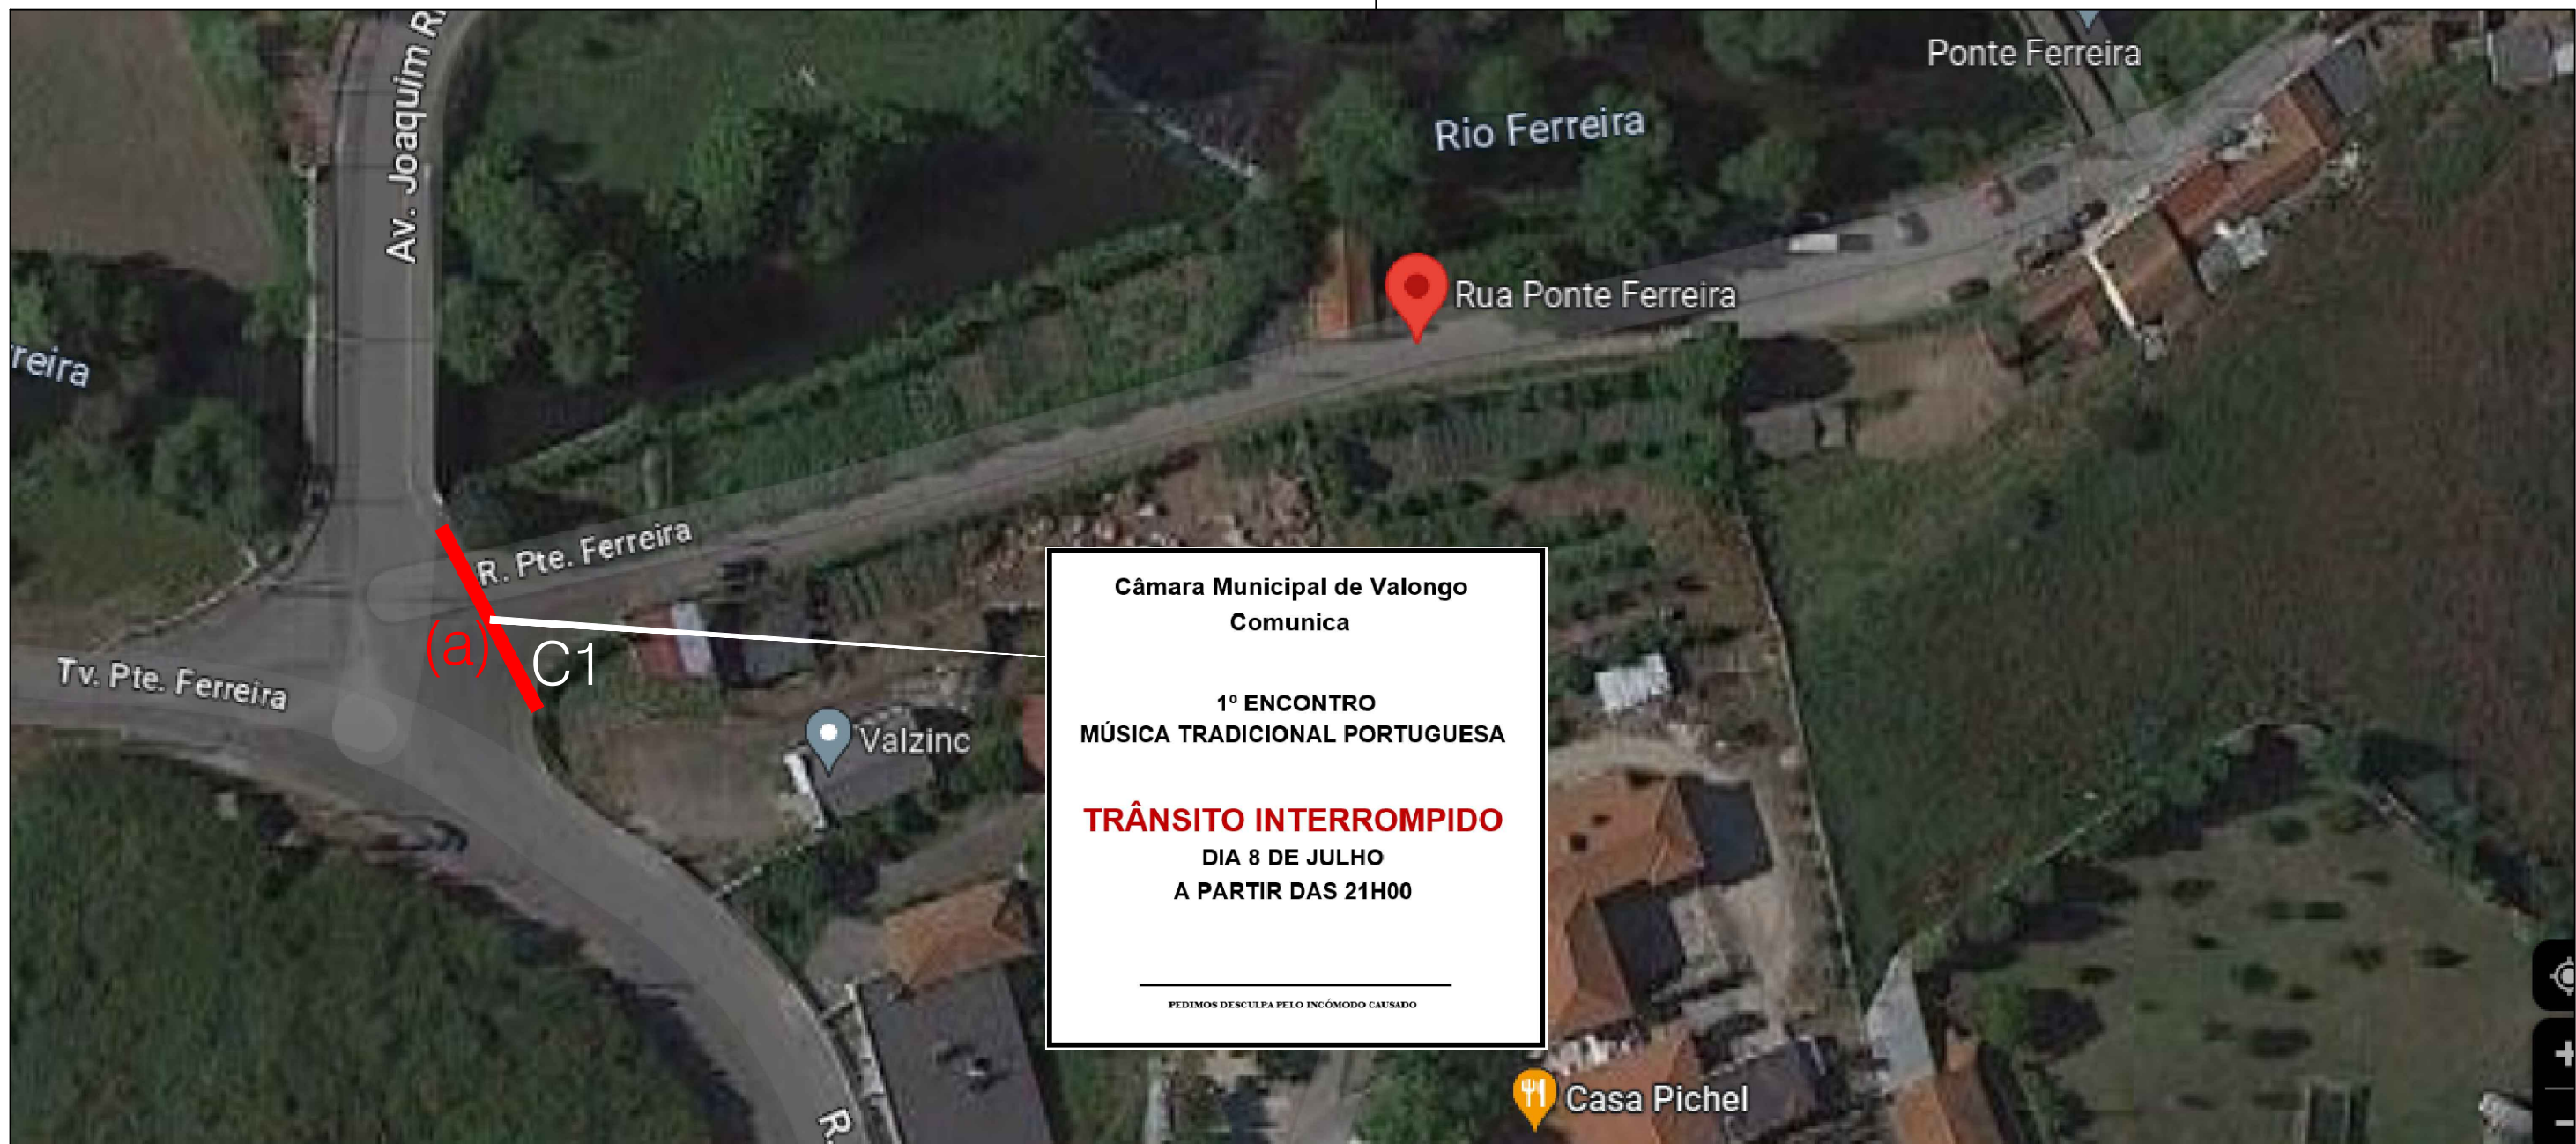 Av. Joaquim R
Ponte Ferreira
Rio Ferreira
Rua Ponte Ferreira
reira
R. Pte. Ferreira
(a)
C1
Tv. Pte. Ferreira
Valzinc
Câmara Municipal de Valongo
Comunica
1º ENCONTRO
MÚSICA TRADICIONAL PORTUGUESA
TRÂNSITO INTERROMPIDO
DIA 8 DE JULHO
A PARTIR DAS 21H00
PEDIMOS DESCULPA PELO INCÓMODO CAUSADO
Casa Pichel
R.